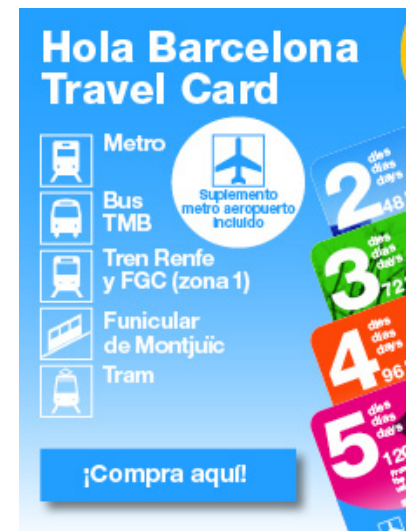 Hola Barcelona
Travel Card
Metro
Suplemento
metro aeropuerto
incluido
Bus
TMB
Tren Renfe
y FGC (zona 1)
Funicular
de Montjuïc
Tram
2
dies
días
days
48
3
dies
días
days
72
4
dies
días
days
96
5
dies
días
days
120
¡Compra aquí!